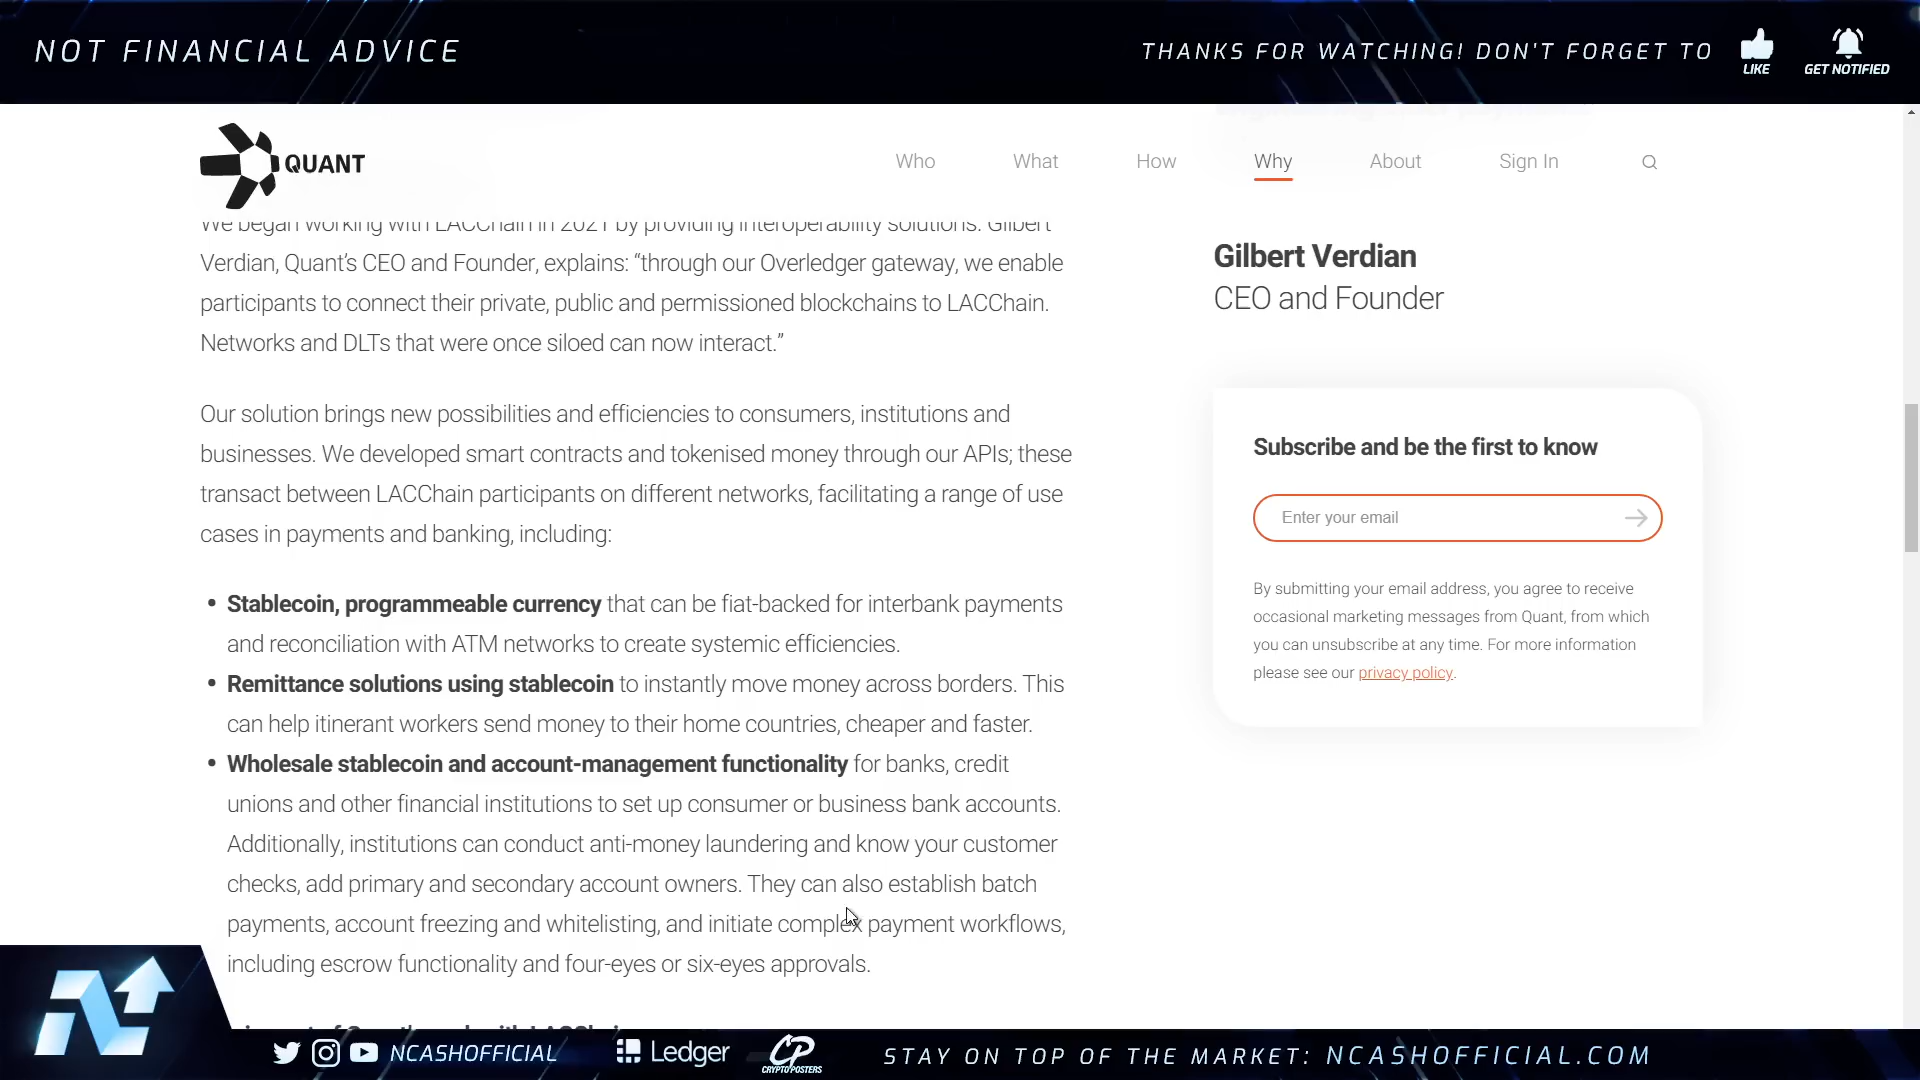 NOT FINANCIAL ADVICE
THANKS FOR WATCHING! DON'T FORGET TO
LIKE
GET NOTIFIED
QUANT
Who What How Why About Sign In
We began working with LACChain in 2021 by providing interoperability solutions. Gilbert
Verdian, Quant's CEO and Founder, explains: “through our Overledger gateway, we enable
participants to connect their private, public and permissioned blockchains to LACChain.
Networks and DLTs that were once siloed can now interact.”
Our solution brings new possibilities and efficiencies to consumers, institutions and
businesses. We developed smart contracts and tokenised money through our APIs; these
transact between LACChain participants on different networks, facilitating a range of use
cases in payments and banking, including:
• Stablecoin, programmeable currency that can be fiat-backed for interbank payments
and reconciliation with ATM networks to create systemic efficiencies.
• Remittance solutions using stablecoin to instantly move money across borders. This
can help itinerant workers send money to their home countries, cheaper and faster.
• Wholesale stablecoin and account-management functionality for banks, credit
unions and other financial institutions to set up consumer or business bank accounts.
Additionally, institutions can conduct anti-money laundering and know your customer
checks, add primary and secondary account owners. They can also establish batch
payments, account freezing and whitelisting, and initiate complex payment workflows,
including escrow functionality and four-eyes or six-eyes approvals.
Gilbert Verdian
CEO and Founder
Subscribe and be the first to know
Enter your email
By submitting your email address, you agree to receive
occasional marketing messages from Quant, from which
you can unsubscribe at any time. For more information
please see our privacy policy.
NCASHOFFICIAL
Ledger
CP
CRYPTO POSTERS
STAY ON TOP OF THE MARKET: NCASHOFFICIAL.COM